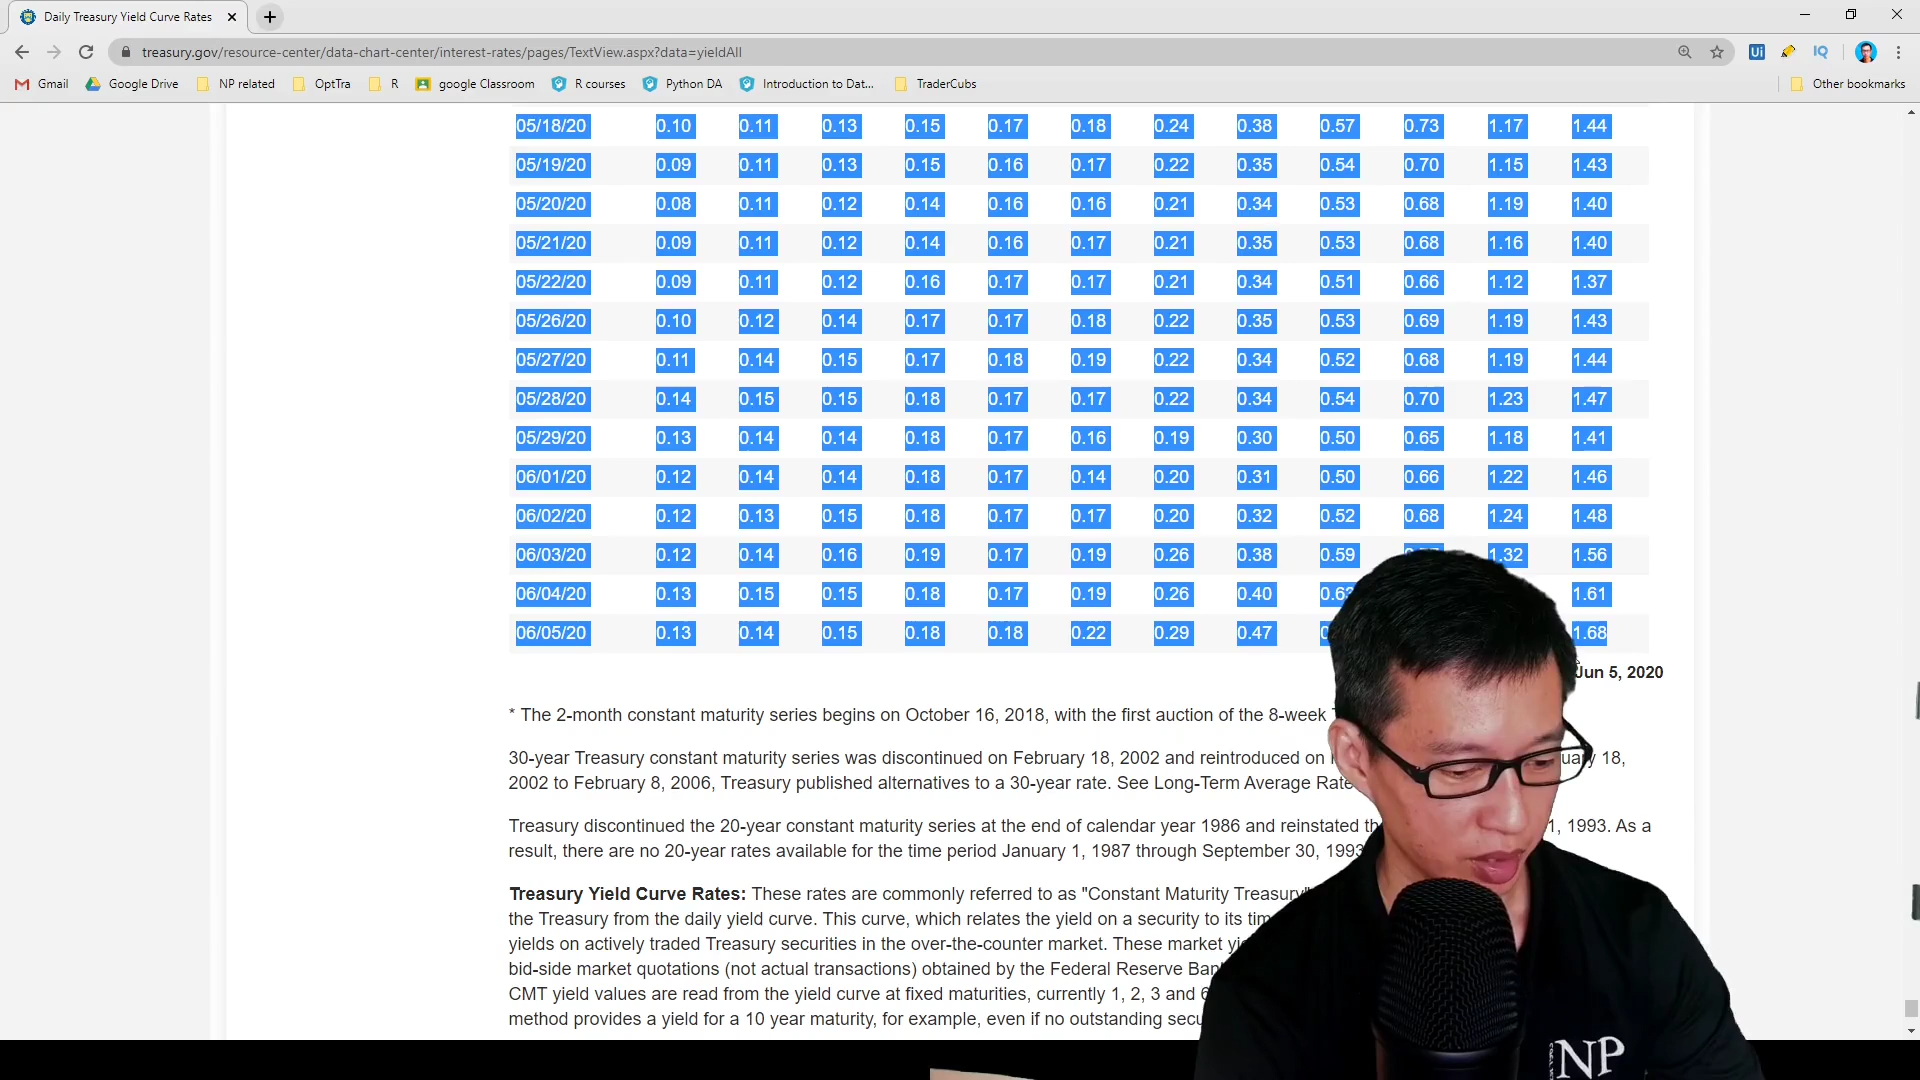 Daily Treasury Yield Curve Rates
treasury.gov/resource-center/data-chart-center/interest-rates/pages/TextView.aspx?data=yieldAll
Gmail Google Drive NP related OptTra R google Classroom R courses Python DA Introduction to Dat... TraderCubs Other bookmarks
05/18/20 0.10 0.11 0.13 0.15 0.17 0.18 0.24 0.38 0.57 0.73 1.17 1.44
05/19/20 0.09 0.11 0.13 0.15 0.16 0.17 0.22 0.35 0.54 0.70 1.15 1.43
05/20/20 0.08 0.11 0.12 0.14 0.16 0.16 0.21 0.34 0.53 0.68 1.19 1.40
05/21/20 0.09 0.11 0.12 0.14 0.16 0.17 0.21 0.35 0.53 0.68 1.16 1.40
05/22/20 0.09 0.11 0.12 0.16 0.17 0.17 0.21 0.34 0.51 0.66 1.12 1.37
05/26/20 0.10 0.12 0.14 0.17 0.17 0.18 0.22 0.35 0.53 0.69 1.19 1.43
05/27/20 0.11 0.14 0.15 0.17 0.18 0.19 0.22 0.34 0.52 0.68 1.19 1.44
05/28/20 0.14 0.15 0.15 0.18 0.17 0.17 0.22 0.34 0.54 0.70 1.23 1.47
05/29/20 0.13 0.14 0.14 0.18 0.17 0.16 0.19 0.30 0.50 0.65 1.18 1.41
06/01/20 0.12 0.14 0.14 0.18 0.17 0.14 0.20 0.31 0.50 0.66 1.22 1.46
06/02/20 0.12 0.13 0.15 0.18 0.17 0.17 0.20 0.32 0.52 0.68 1.24 1.48
06/03/20 0.12 0.14 0.16 0.19 0.17 0.19 0.26 0.38 0.59 1.32 1.56
06/04/20 0.13 0.15 0.15 0.18 0.17 0.19 0.26 0.40 1.61
06/05/20 0.13 0.14 0.15 0.18 0.18 0.22 0.29 0.47 1.68
Jun 5, 2020
* The 2-month constant maturity series begins on October 16, 2018, with the first auction of the 8-week
30-year Treasury constant maturity series was discontinued on February 18, 2002 and reintroduced on 18,
2002 to February 8, 2006, Treasury published alternatives to a 30-year rate. See Long-Term Average Rate
Treasury discontinued the 20-year constant maturity series at the end of calendar year 1986 and reinstated 1, 1993. As a
result, there are no 20-year rates available for the time period January 1, 1987 through September 30, 1993
Treasury Yield Curve Rates: These rates are commonly referred to as "Constant Maturity Treasury"
the Treasury from the daily yield curve. This curve, which relates the yield on a security to its
yields on actively traded Treasury securities in the over-the-counter market. These market
bid-side market quotations (not actual transactions) obtained by the Federal Reserve
CMT yield values are read from the yield curve at fixed maturities, currently 1, 2, 3 and
method provides a yield for a 10 year maturity, for example, even if no outstanding
NP